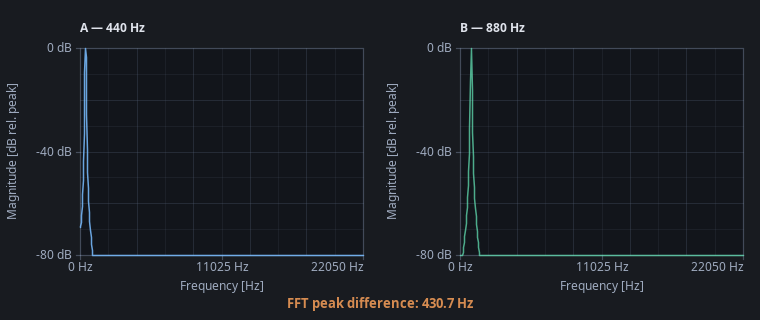 A — 440 Hz
0 dB
-40 dB
-80 dB
Magnitude [dB rel. peak]
0 Hz
11025 Hz
22050 Hz
Frequency [Hz]
B — 880 Hz
0 dB
-40 dB
-80 dB
Magnitude [dB rel. peak]
0 Hz
11025 Hz
22050 Hz
Frequency [Hz]
FFT peak difference: 430.7 Hz